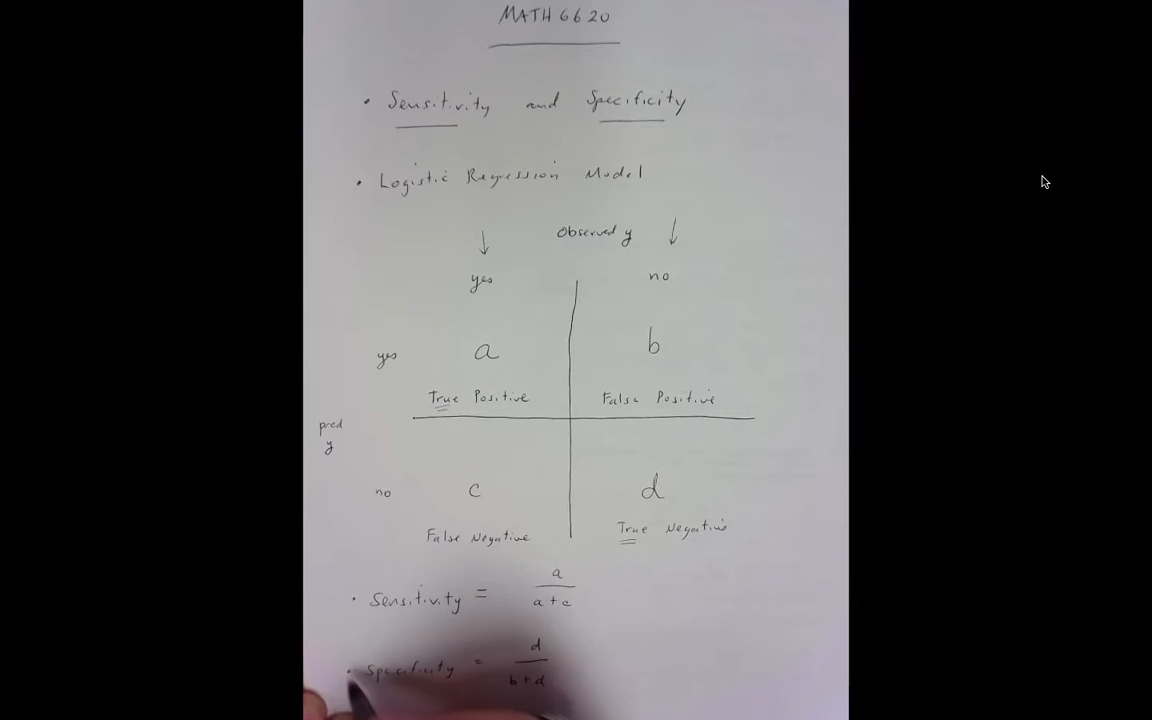 MATH 6620
• Sensitivity and Specificity
• Logistic Regression Model
Observed y
yes no
yes a b
True Positive False Positive
pred
y
no c d
False Negative True Negative
• Sensitivity = a / a + c
• Specificity = d / b + d